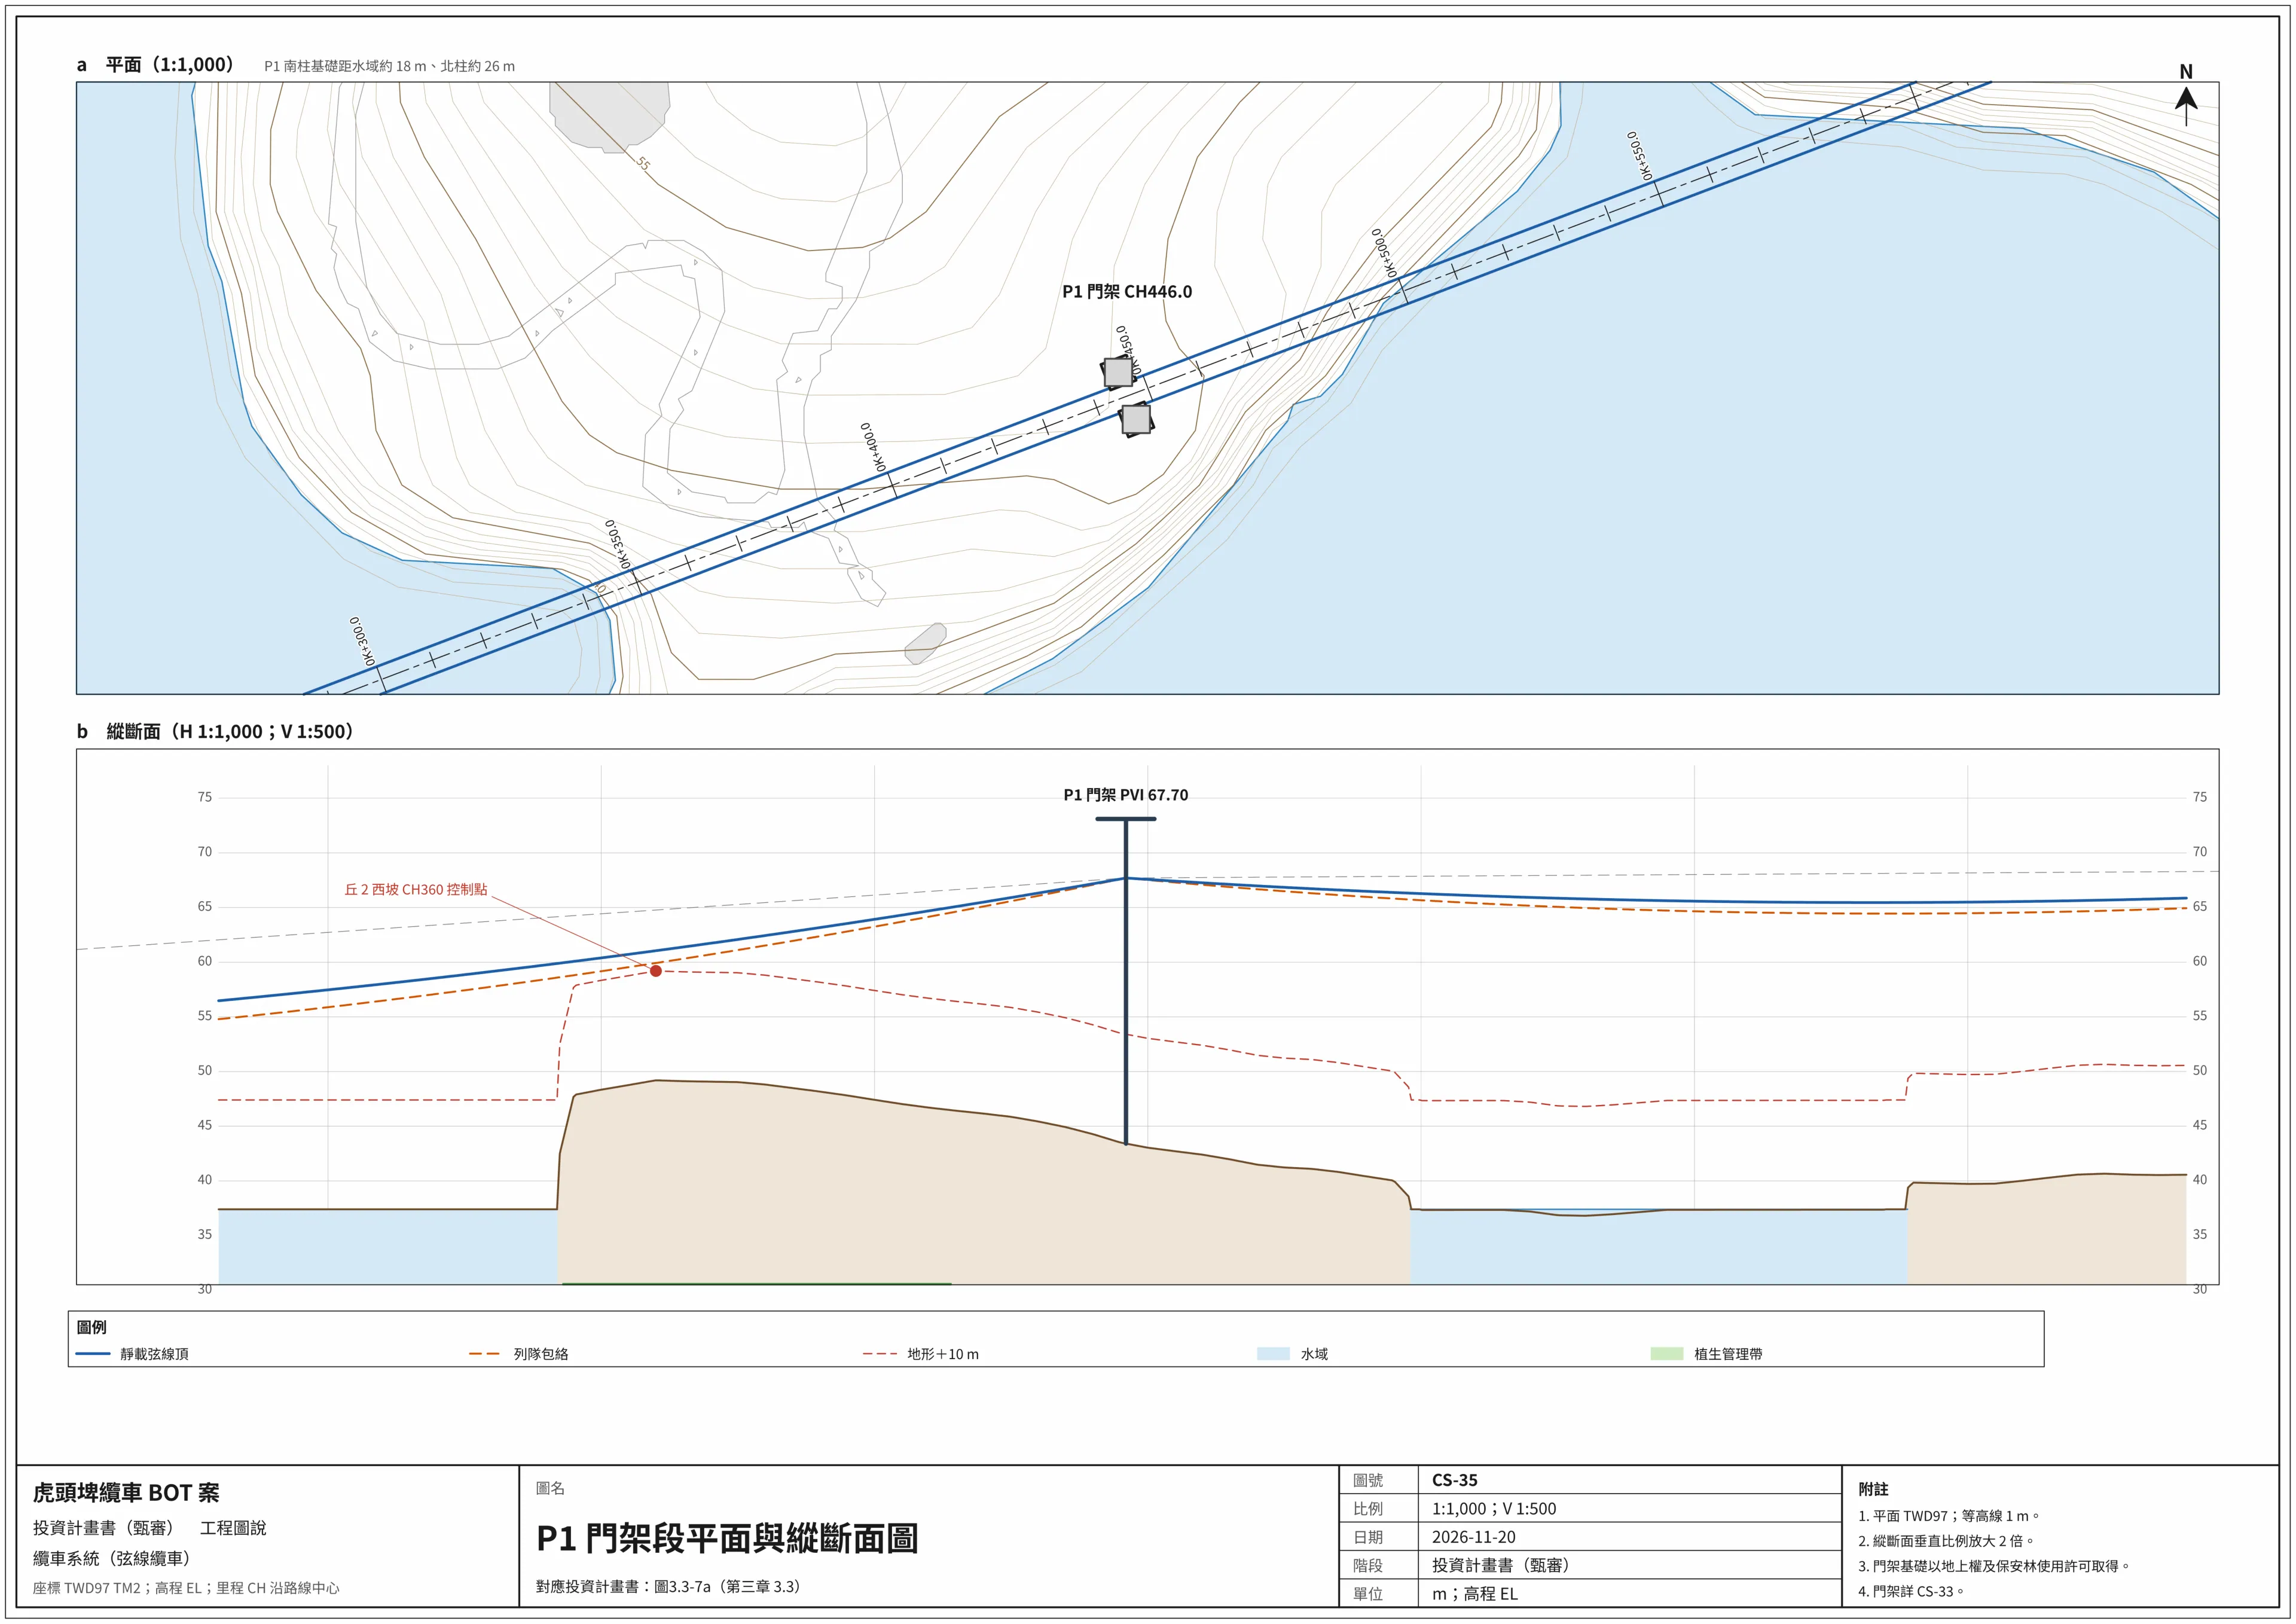 a 平面（1:1,000） P1 南柱基礎距水域約 18 m、北柱約 26 m
N
55
P1 門架 CH446.0
0K+300.0
0K+350.0
0K+400.0
0K+450.0
0K+500.0
0K+550.0
b 縱斷面（H 1:1,000；V 1:500）
P1 門架 PVI 67.70
丘 2 西坡 CH360 控制點
75 75
70 70
65 65
60 60
55 55
50 50
45 45
40 40
35 35
30 30
圖例
靜載弦線頂 列隊包絡 地形＋10 m 水域 植生管理帶
虎頭埤纜車 BOT 案
投資計畫書（甄審） 工程圖說
纜車系統（弦線纜車）
座標 TWD97 TM2；高程 EL；里程 CH 沿路線中心
圖名
P1 門架段平面與縱斷面圖
對應投資計畫書：圖3.3-7a（第三章 3.3）
圖號 CS-35
比例 1:1,000；V 1:500
日期 2026-11-20
階段 投資計畫書（甄審）
單位 m；高程 EL
附註
1. 平面 TWD97；等高線 1 m。
2. 縱斷面垂直比例放大 2 倍。
3. 門架基礎以地上權及保安林使用許可取得。
4. 門架詳 CS-33。